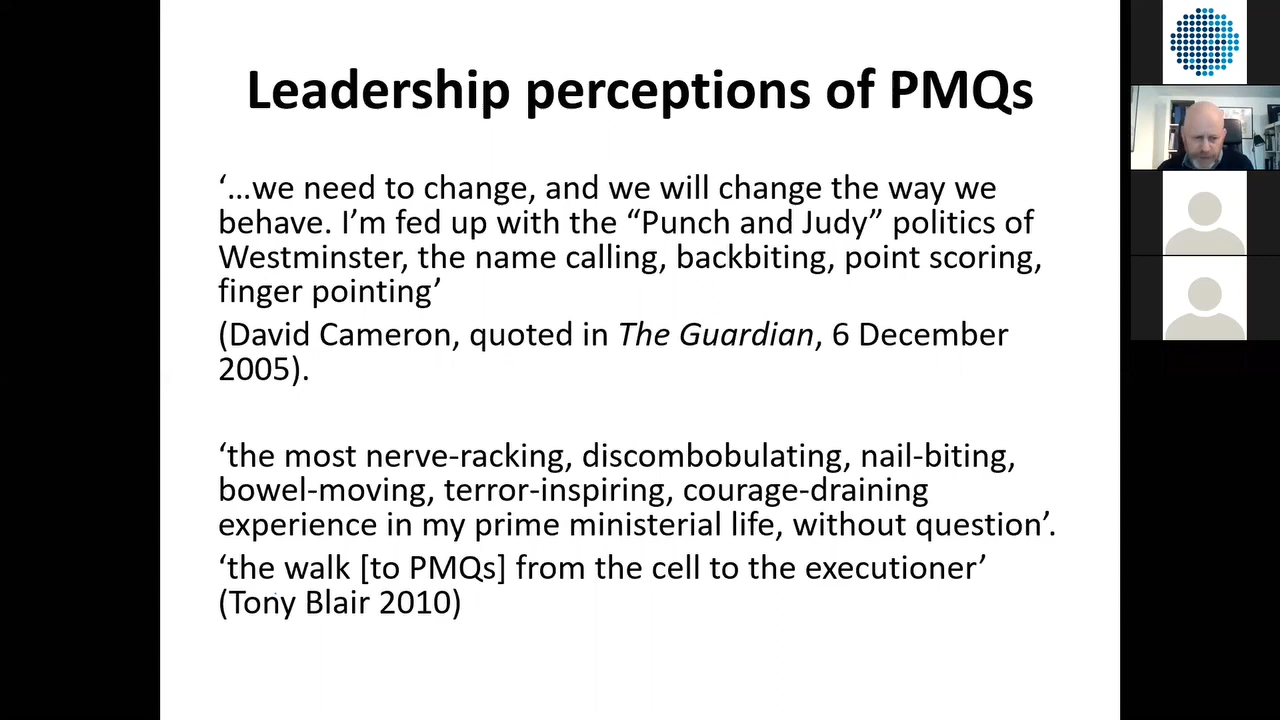 Leadership perceptions of PMQs
‘…we need to change, and we will change the way we
behave. I’m fed up with the “Punch and Judy” politics of
Westminster, the name calling, backbiting, point scoring,
finger pointing’
(David Cameron, quoted in The Guardian, 6 December
2005).
‘the most nerve-racking, discombobulating, nail-biting,
bowel-moving, terror-inspiring, courage-draining
experience in my prime ministerial life, without question’.
‘the walk [to PMQs] from the cell to the executioner’
(Tony Blair 2010)